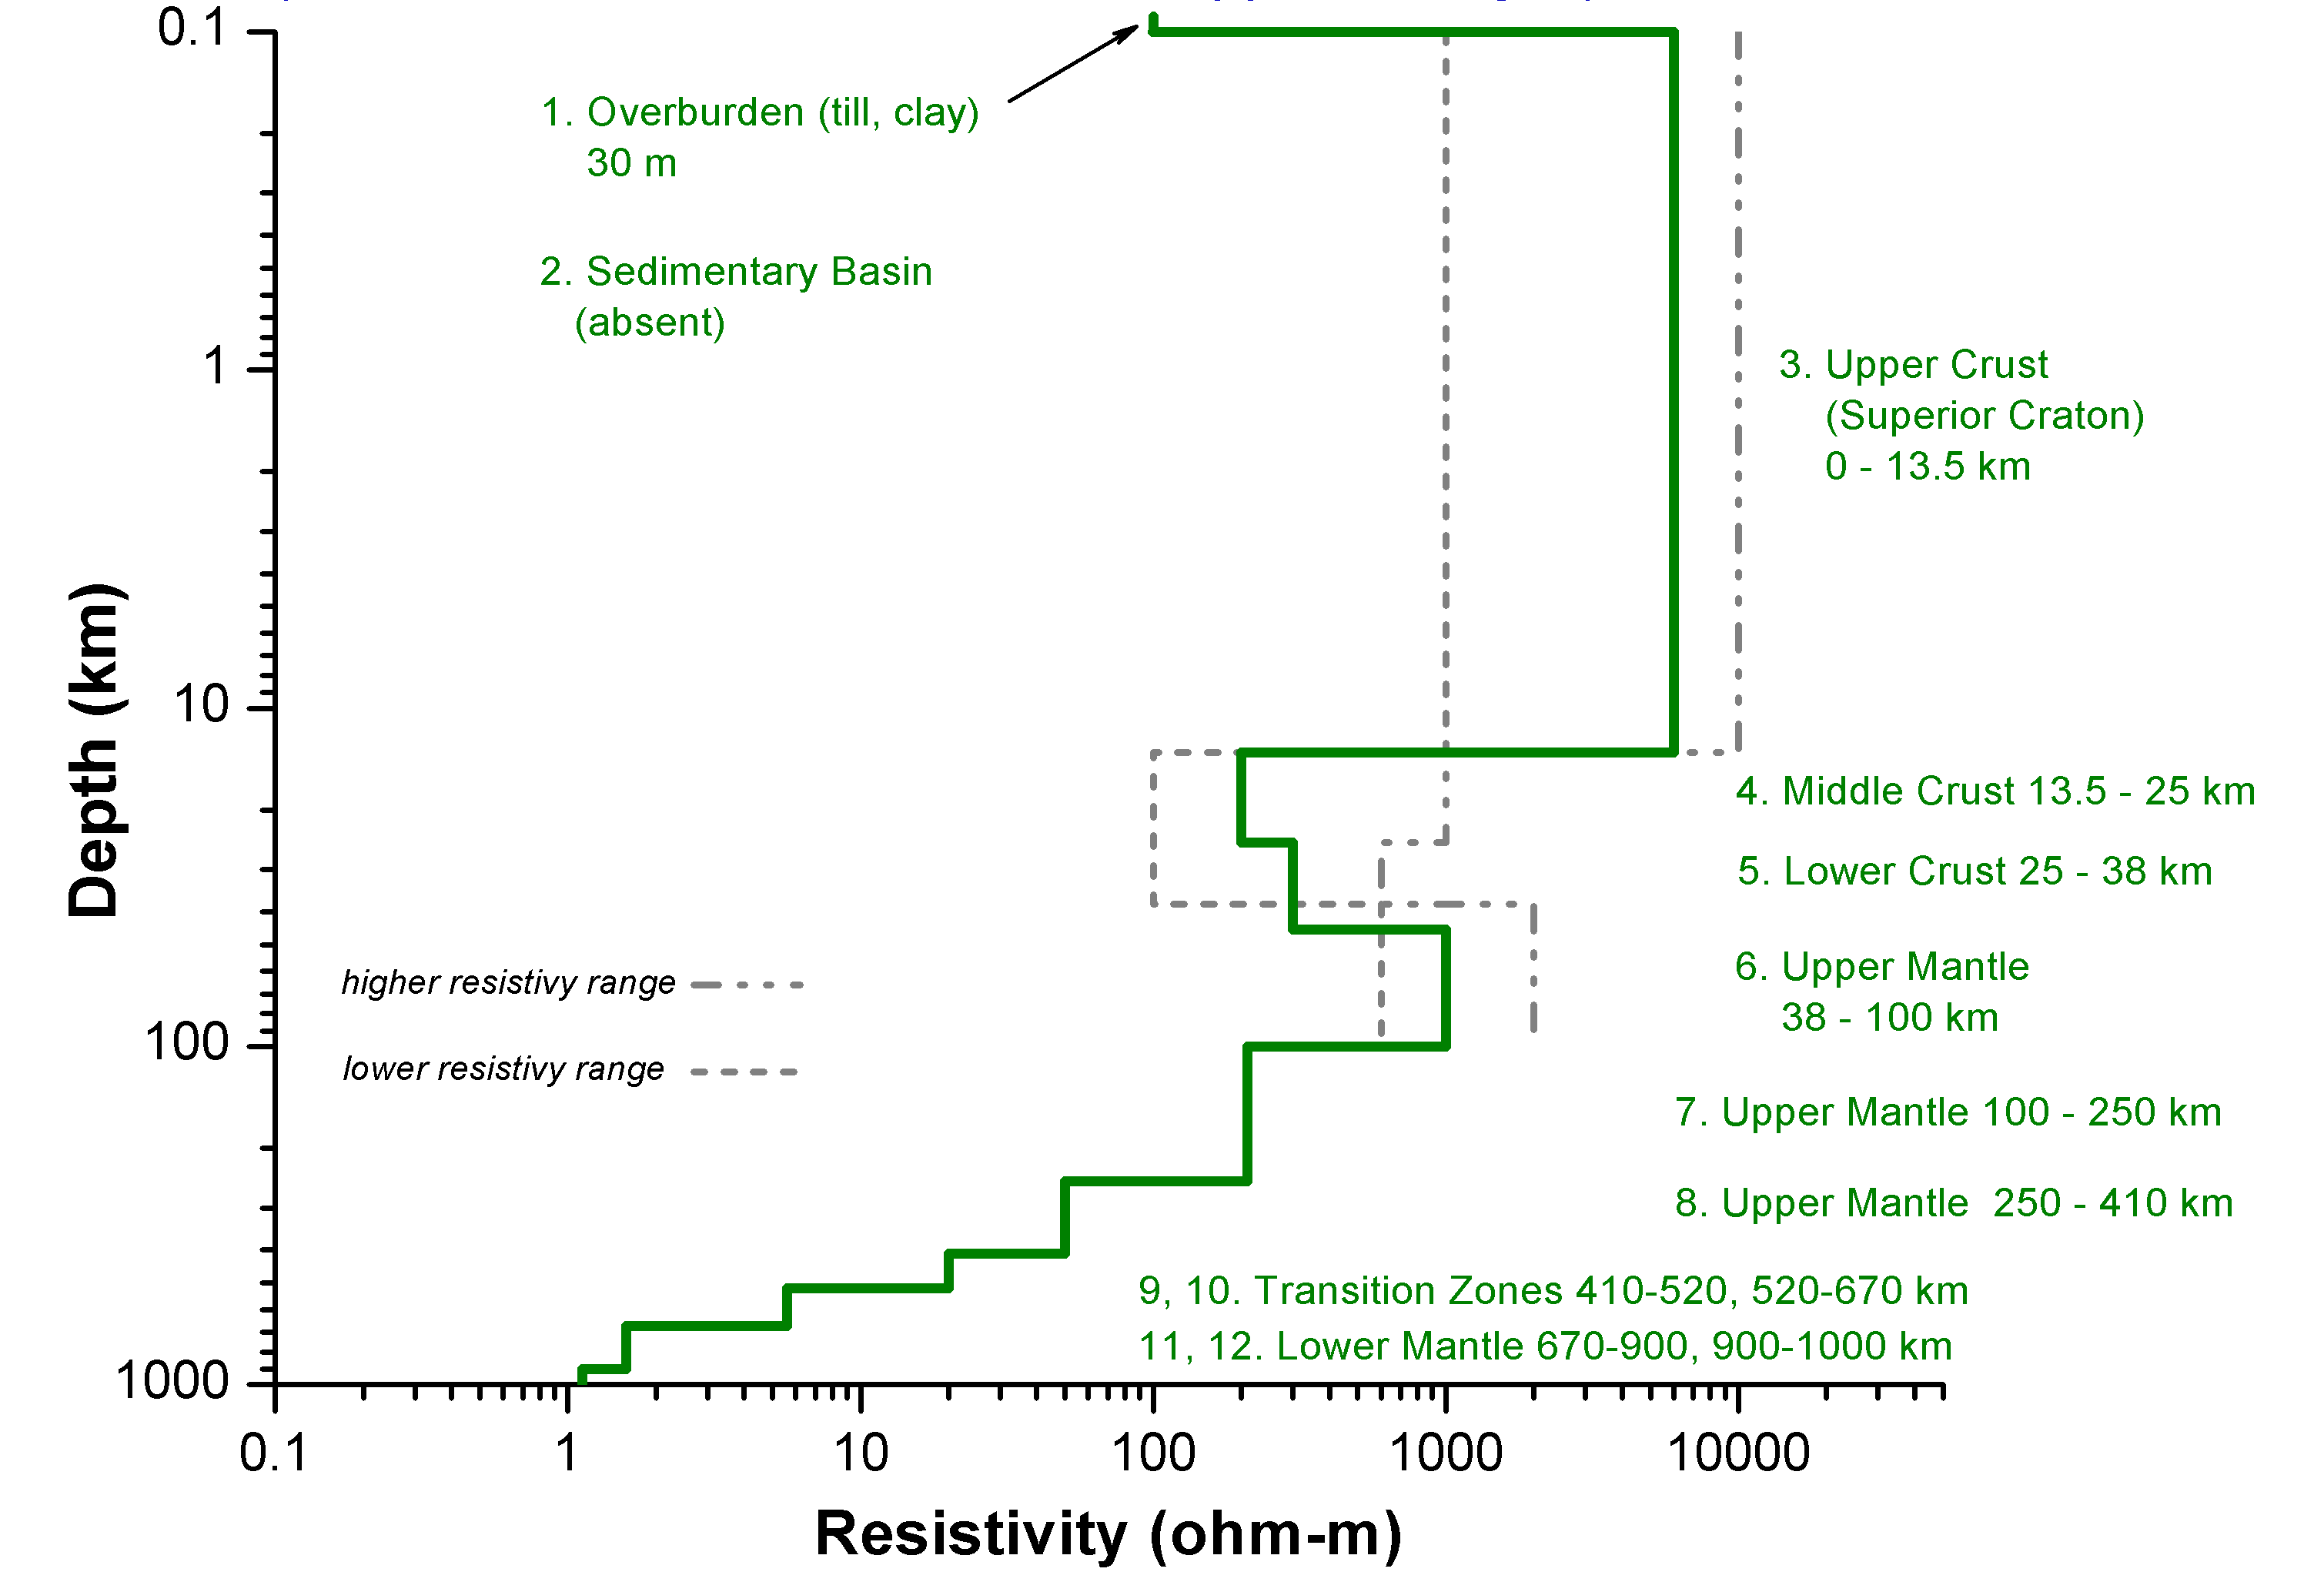 0.1
1. Overburden (till, clay)
30 m
2. Sedimentary Basin
(absent)
1
3. Upper Crust
(Superior Craton)
0 - 13.5 km
Depth (km)
10
4. Middle Crust 13.5 - 25 km
5. Lower Crust 25 - 38 km
higher resistivy range
6. Upper Mantle
38 - 100 km
100
lower resistivy range
7. Upper Mantle 100 - 250 km
8. Upper Mantle 250 - 410 km
9, 10. Transition Zones 410-520, 520-670 km
11, 12. Lower Mantle 670-900, 900-1000 km
1000
0.1 1 10 100 1000 10000
Resistivity (ohm-m)